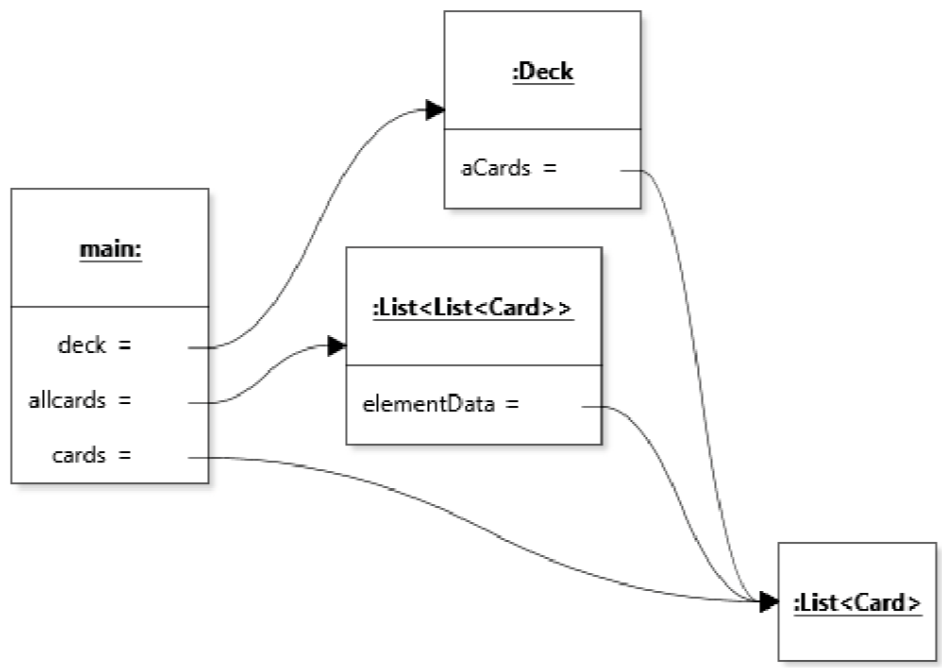 :Deck
aCards =
main:
deck =
allcards =
cards =
:List<List<Card>>
elementData =
:List<Card>